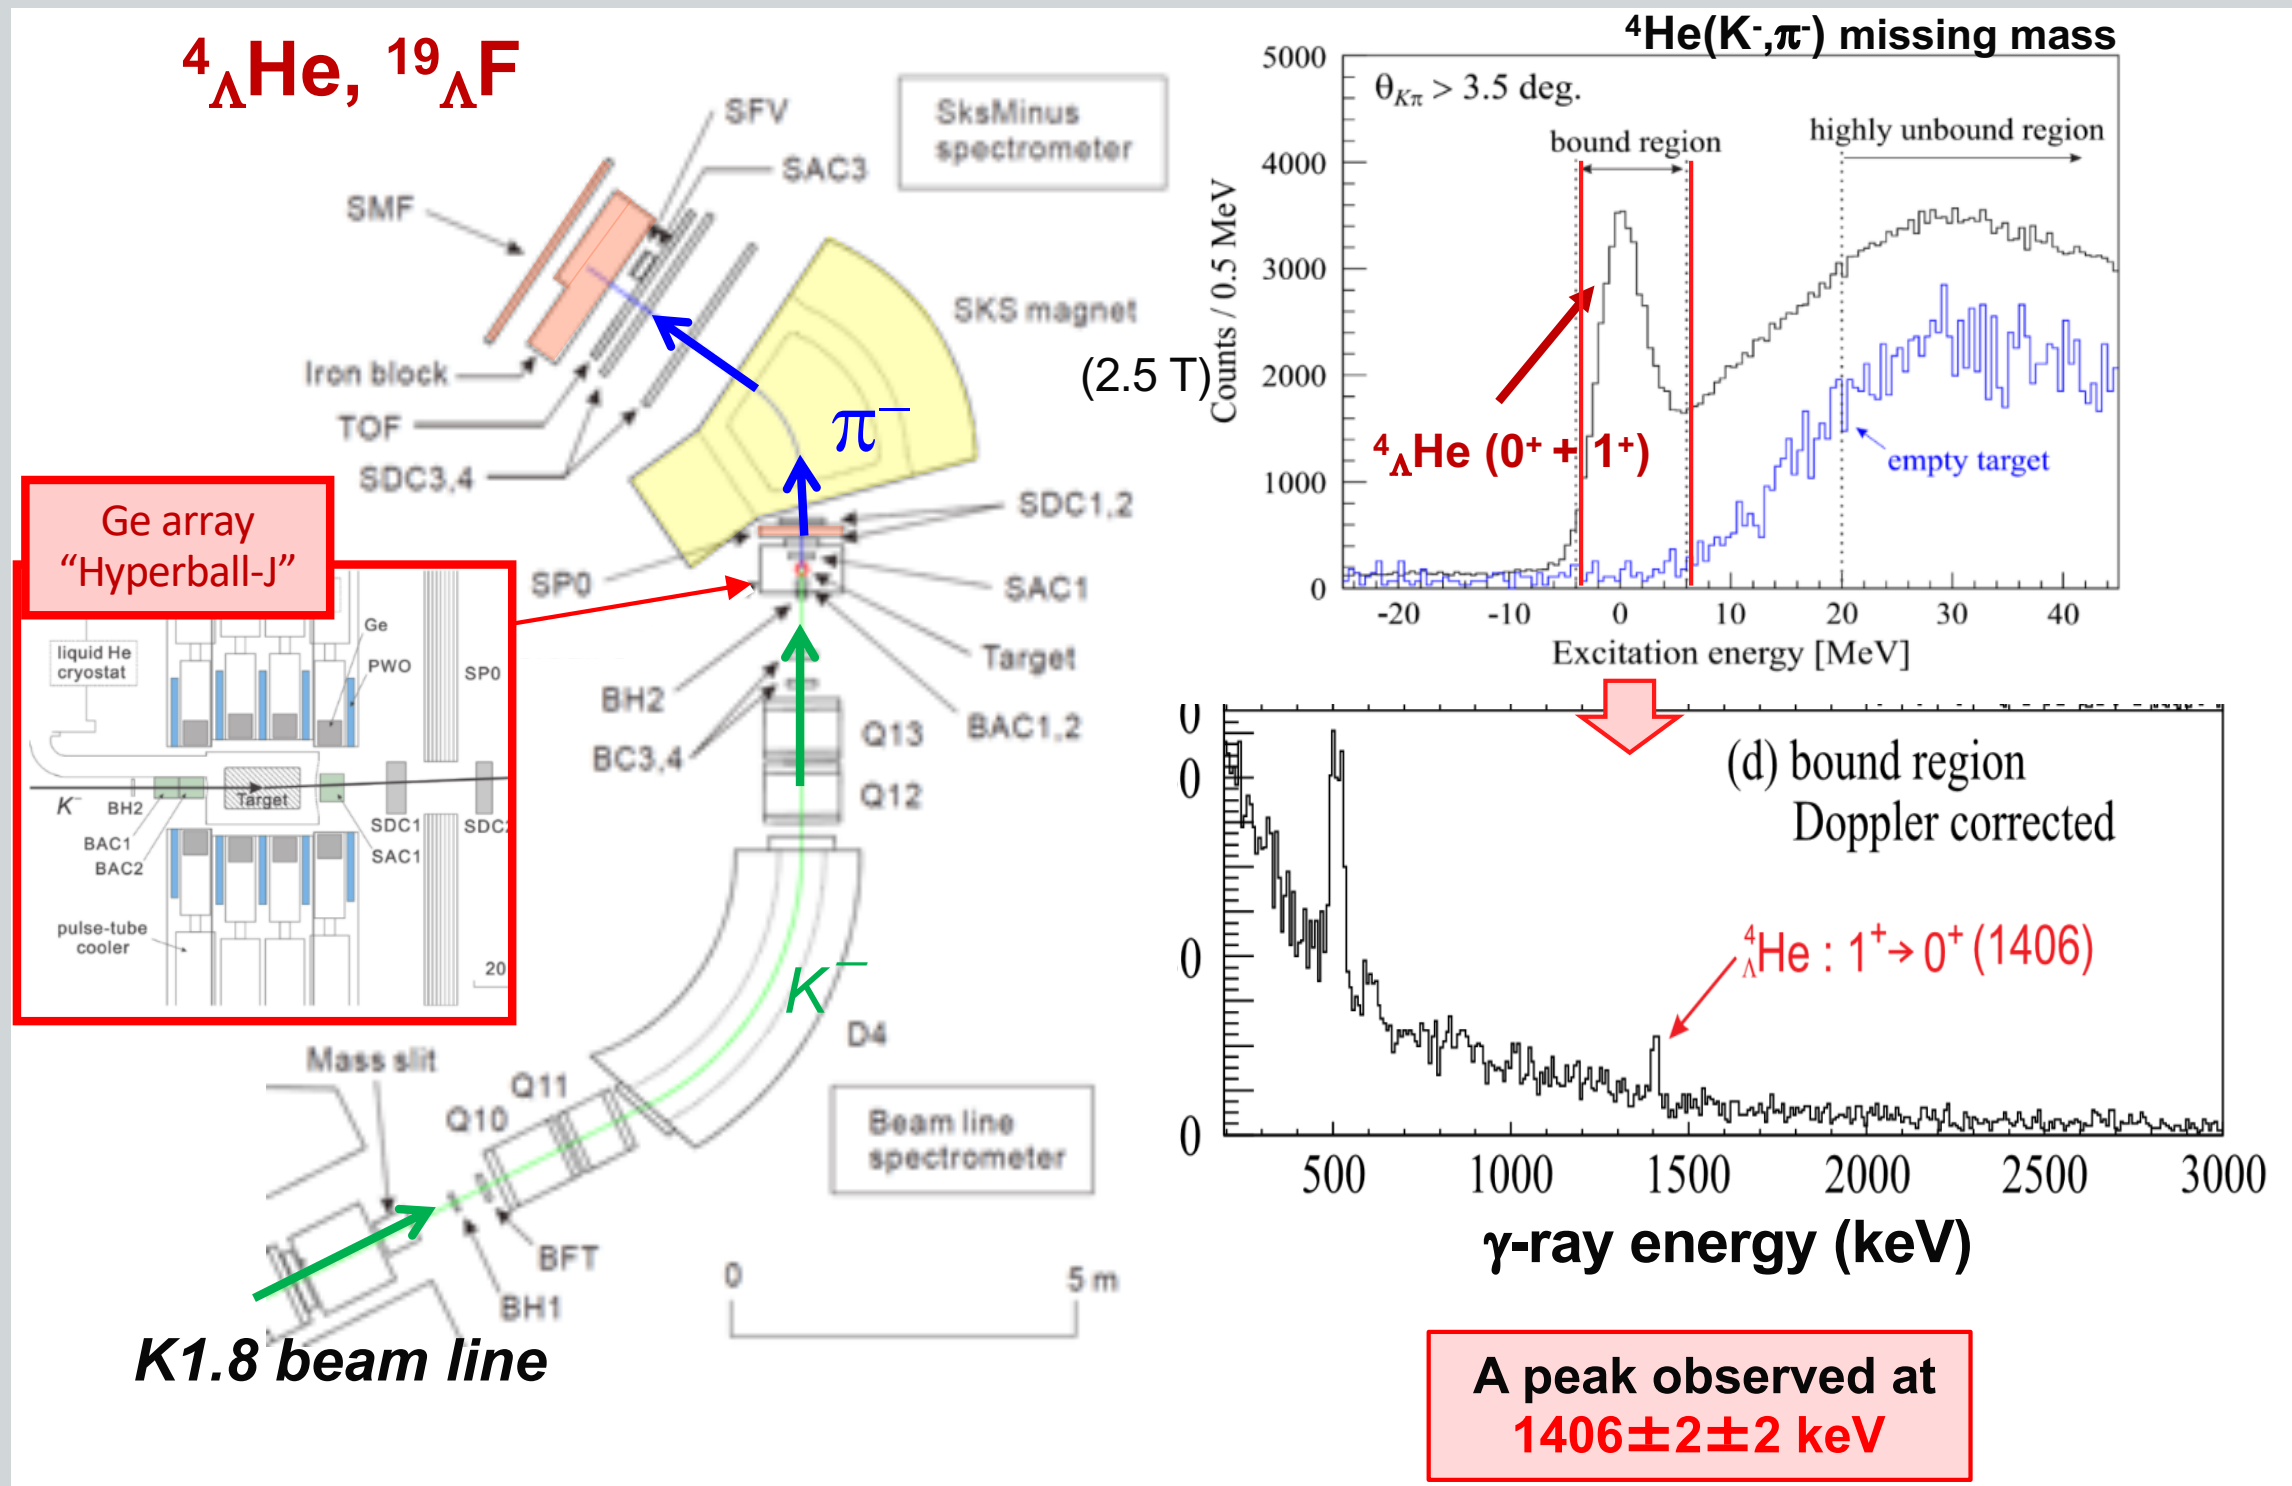 ⁴ΛHe, ¹⁹ΛF
SFV
SAC3
SMF
SksMinus
spectrometer
SKS magnet
(2.5 T)
Iron block
TOF
SDC3,4
π⁻
SDC1,2
SP0
SAC1
Target
BH2
BAC1,2
BC3,4
Q13
Q12
K⁻
D4
Mass slit
Q11
Q10
Beam line
spectrometer
BFT
BH1
0
5 m
K1.8 beam line
Ge array
“Hyperball-J”
Ge
liquid He
cryostat
PWO
SP0
Target
K⁻
BH2
BAC1
BAC2
SDC1
SDC2
SAC1
pulse-tube
cooler
20
⁴He(K⁻,π⁻) missing mass
θKπ > 3.5 deg.
bound region
highly unbound region
5000
4000
3000
2000
1000
0
Counts / 0.5 MeV
⁴ΛHe (0⁺ + 1⁺)
empty target
-20 -10 0 10 20 30 40
Excitation energy [MeV]
0
0
0
0
(d) bound region
Doppler corrected
⁴ΛHe : 1⁺→ 0⁺ (1406)
500 1000 1500 2000 2500 3000
γ-ray energy (keV)
A peak observed at
1406±2±2 keV